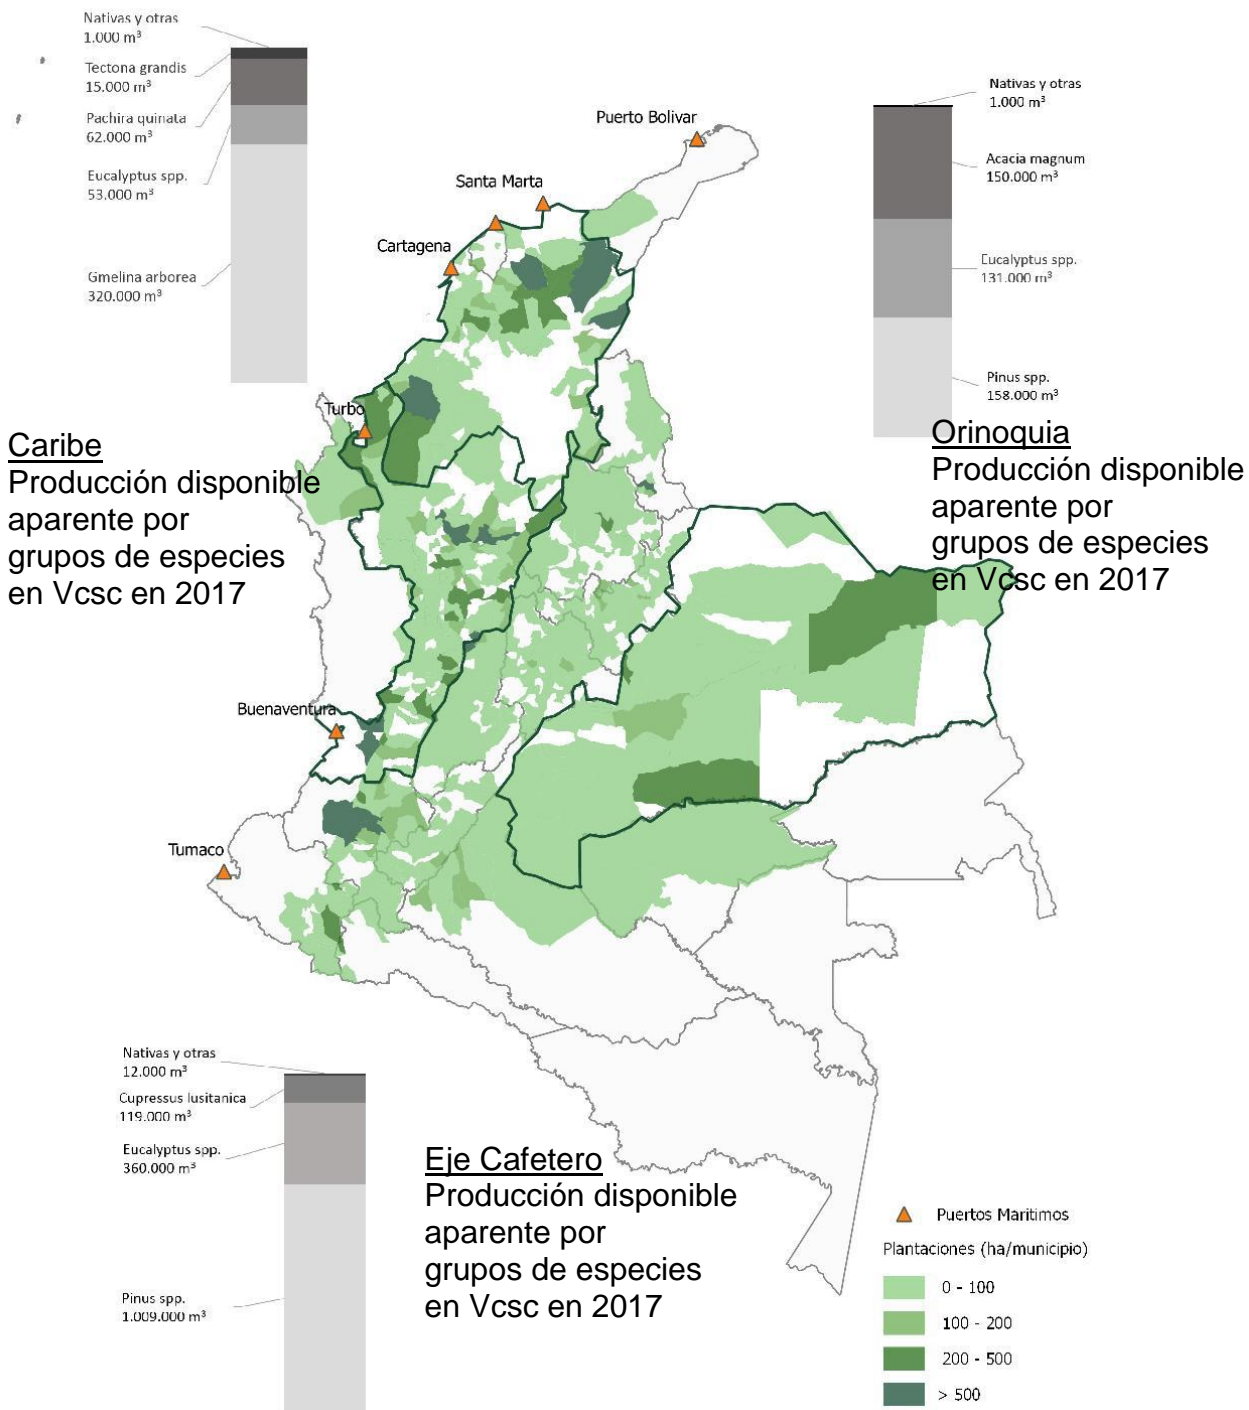 Nativas y otras
1.000 m³
Tectona grandis
15.000 m³
Pachira quinata
62.000 m³
Eucalyptus spp.
53.000 m³
Gmelina arborea
320.000 m³
Caribe
Producción disponible
aparente por
grupos de especies
en Vcsc en 2017
Puerto Bolivar
Santa Marta
Cartagena
Turbo
Buenaventura
Tumaco
Nativas y otras
1.000 m³
Acacia magnum
150.000 m³
Eucalyptus spp.
131.000 m³
Pinus spp.
158.000 m³
Orinoquia
Producción disponible
aparente por
grupos de especies
en Vcsc en 2017
Nativas y otras
12.000 m³
Cupressus lusitanica
119.000 m³
Eucalyptus spp.
360.000 m³
Pinus spp.
1.009.000 m³
Eje Cafetero
Producción disponible
aparente por
grupos de especies
en Vcsc en 2017
Puertos Maritimos
Plantaciones (ha/municipio)
0 - 100
100 - 200
200 - 500
> 500